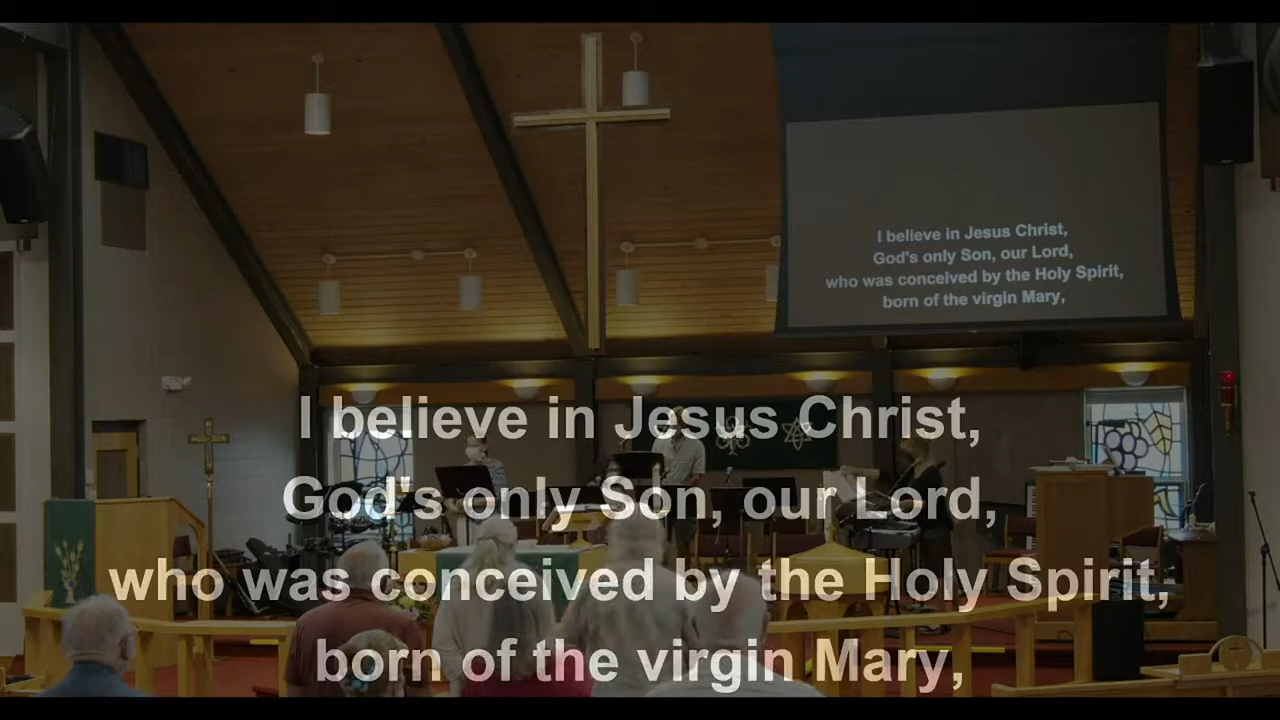 I believe in Jesus Christ,
God's only Son, our Lord,
who was conceived by the Holy Spirit,
born of the virgin Mary,
I believe in Jesus Christ,
God's only Son, our Lord,
who was conceived by the Holy Spirit,
born of the virgin Mary,